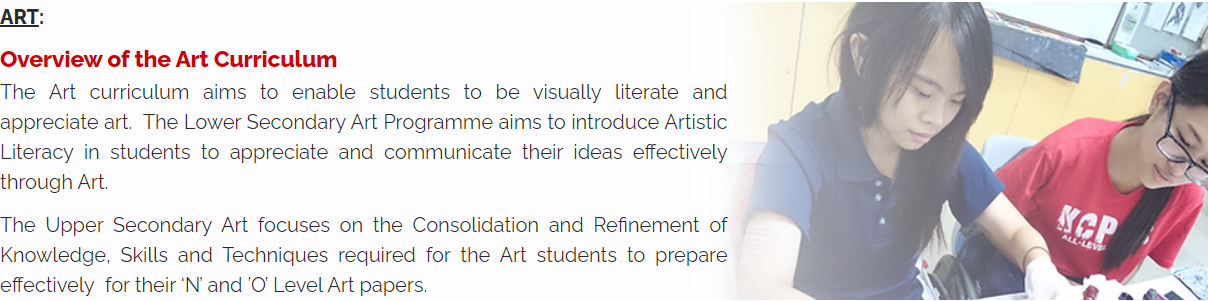 ART:
Overview of the Art Curriculum
The Art curriculum aims to enable students to be visually literate and
appreciate art. The Lower Secondary Art Programme aims to introduce Artistic
Literacy in students to appreciate and communicate their ideas effectively
through Art.
The Upper Secondary Art focuses on the Consolidation and Refinement of
Knowledge, Skills and Techniques required for the Art students to prepare
effectively for their ‘N’ and ’O’ Level Art papers.